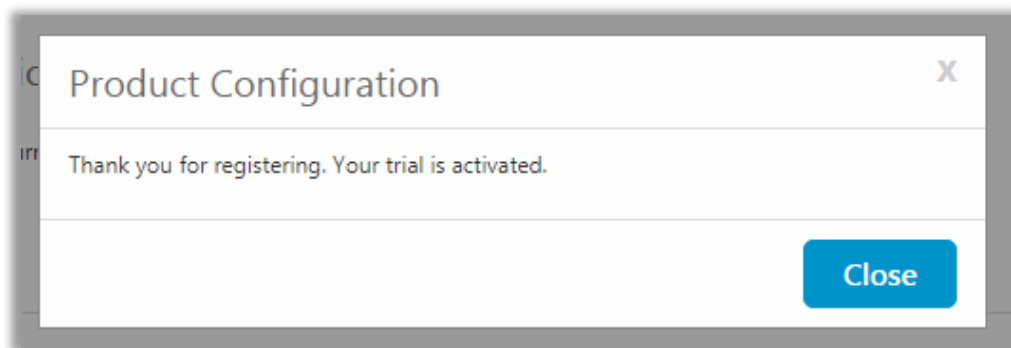 Product Configuration
X
Thank you for registering. Your trial is activated.
Close